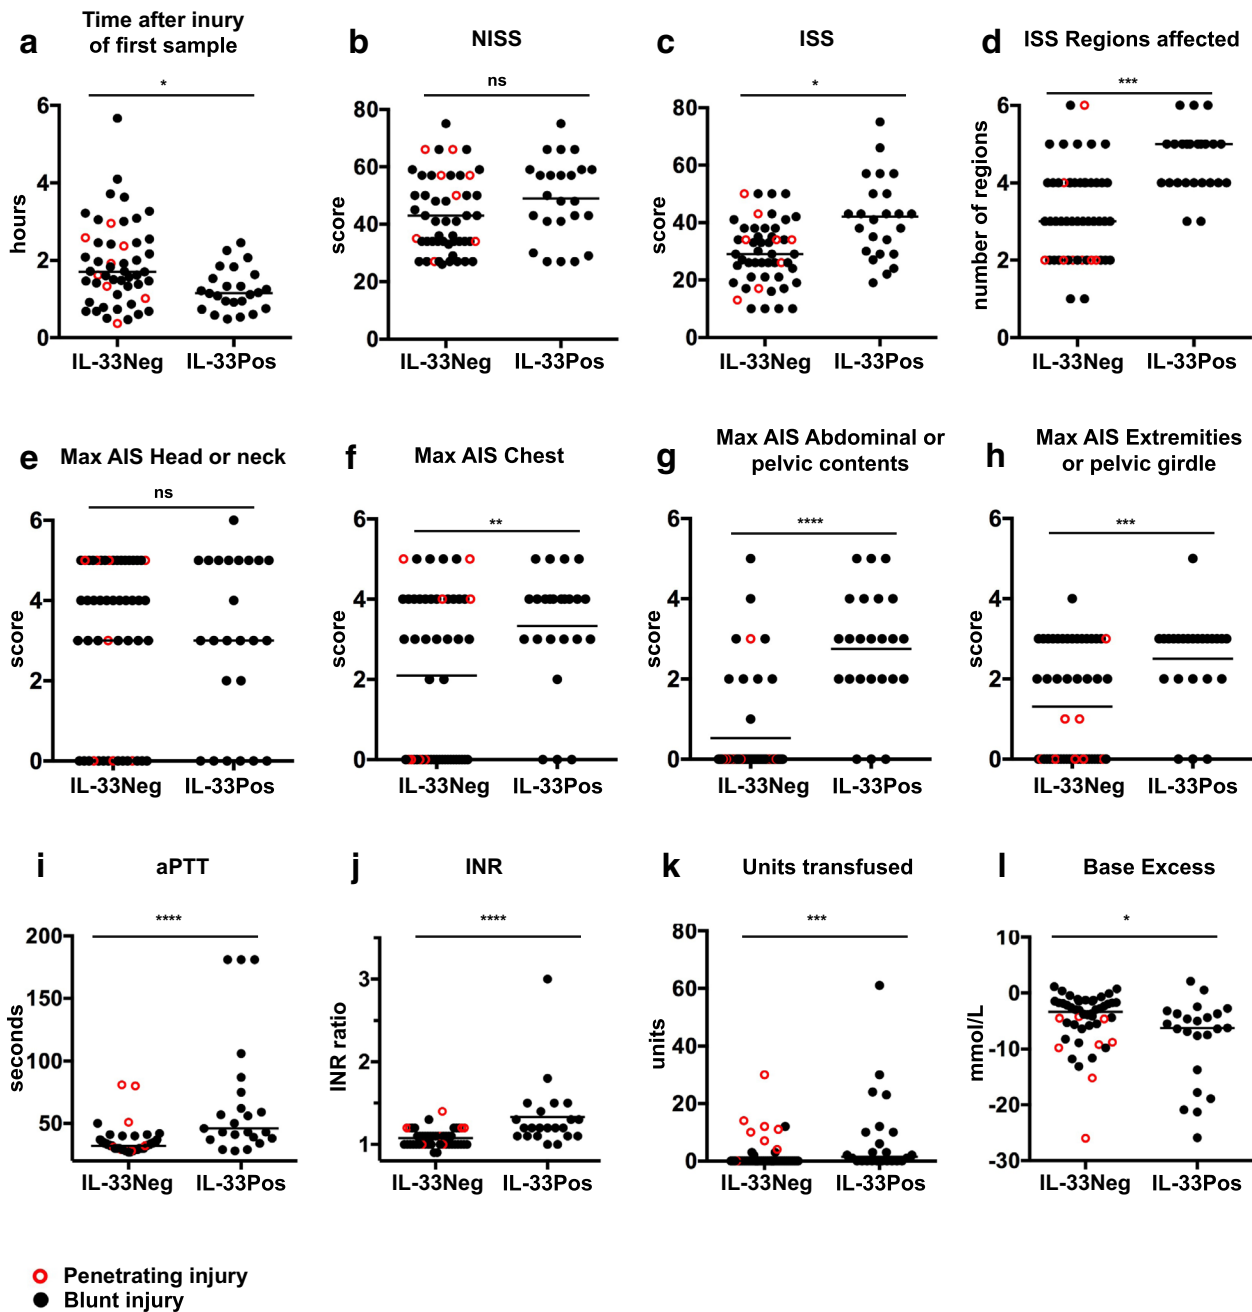 a
Time after inury
of first sample
*
hours
6
4
2
0
IL-33Neg
IL-33Pos
b
NISS
ns
score
80
60
40
20
0
IL-33Neg
IL-33Pos
c
ISS
*
score
80
60
40
20
0
IL-33Neg
IL-33Pos
d
ISS Regions affected
***
number of regions
6
4
2
0
IL-33Neg
IL-33Pos
e
Max AIS Head or neck
ns
score
6
4
2
0
IL-33Neg
IL-33Pos
f
Max AIS Chest
**
score
6
4
2
0
IL-33Neg
IL-33Pos
g
Max AIS Abdominal or
pelvic contents
****
score
6
4
2
0
IL-33Neg
IL-33Pos
h
Max AIS Extremities
or pelvic girdle
***
score
6
4
2
0
IL-33Neg
IL-33Pos
i
aPTT
****
seconds
200
150
100
50
IL-33Neg
IL-33Pos
j
INR
****
INR ratio
3
2
1
IL-33Neg
IL-33Pos
k
Units transfused
***
units
80
60
40
20
0
IL-33Neg
IL-33Pos
l
Base Excess
*
mmol/L
10
0
-10
-20
-30
IL-33Neg
IL-33Pos
Penetrating injury
Blunt injury